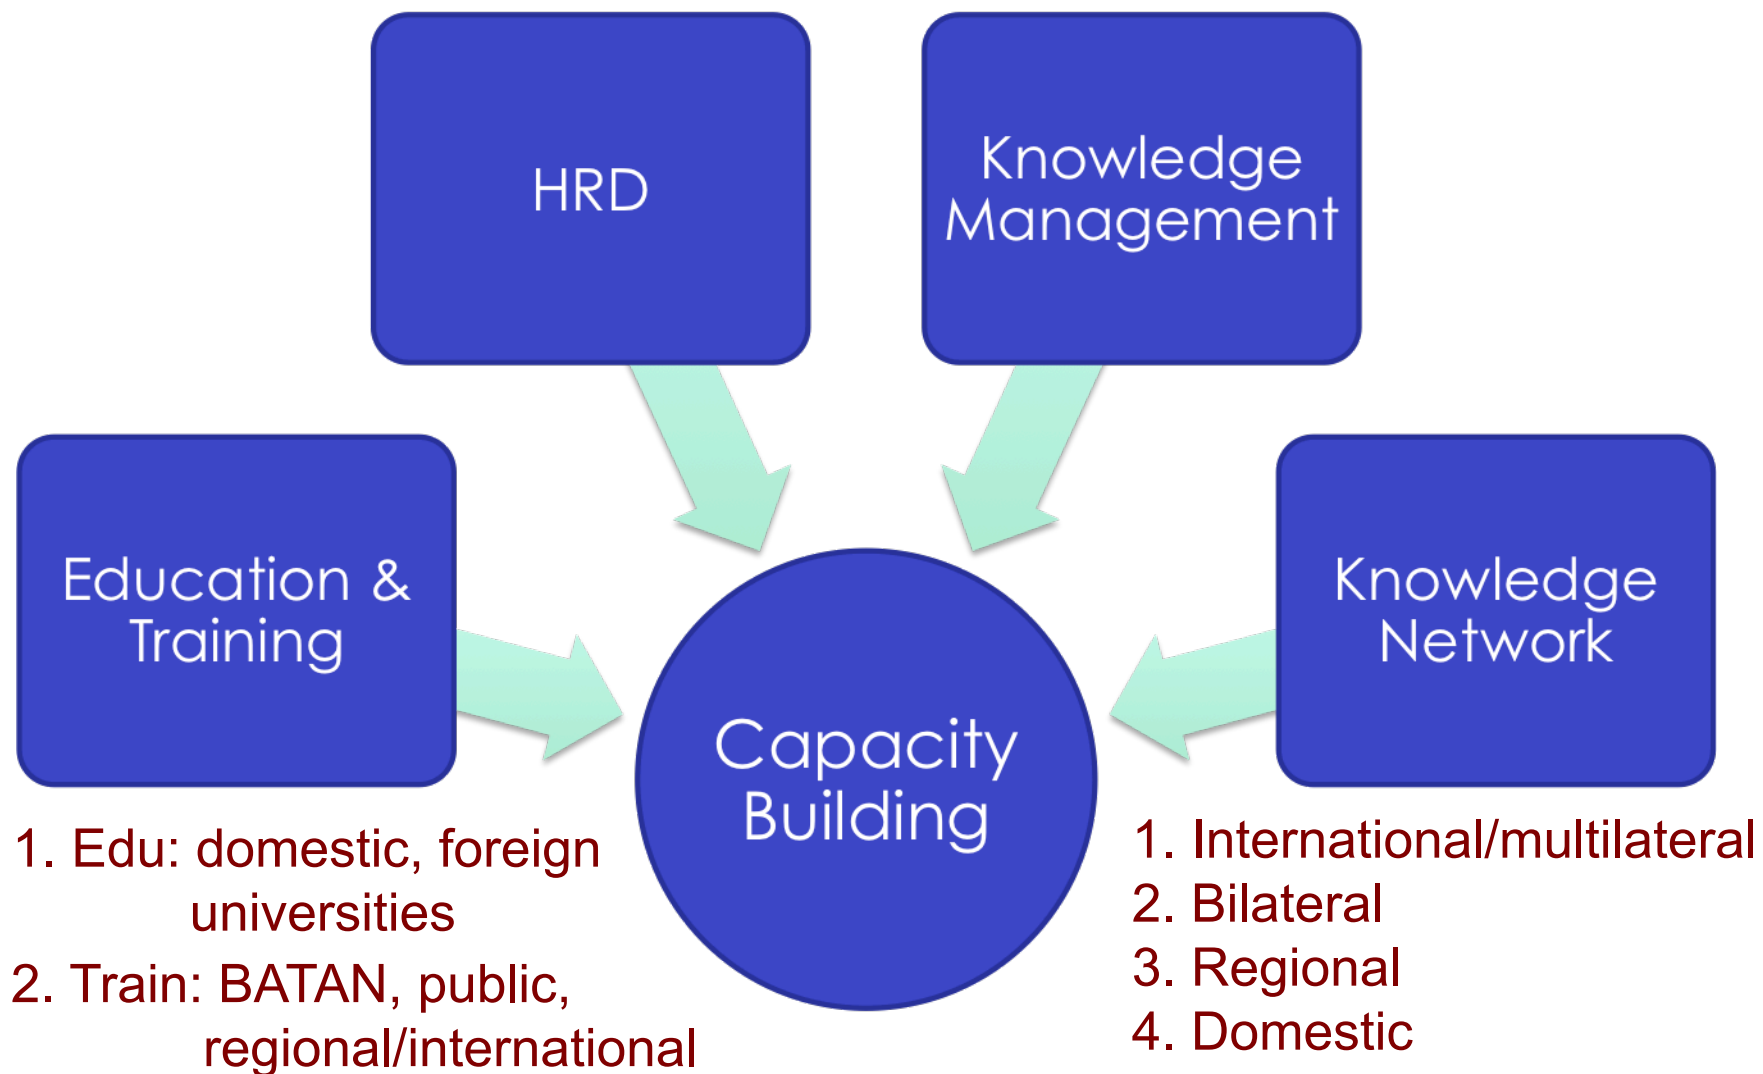 HRD
Knowledge
Management
Education &
Training
Knowledge
Network
Capacity
Building
1. Edu: domestic, foreign
universities
2. Train: BATAN, public,
regional/international
1. International/multilateral
2. Bilateral
3. Regional
4. Domestic